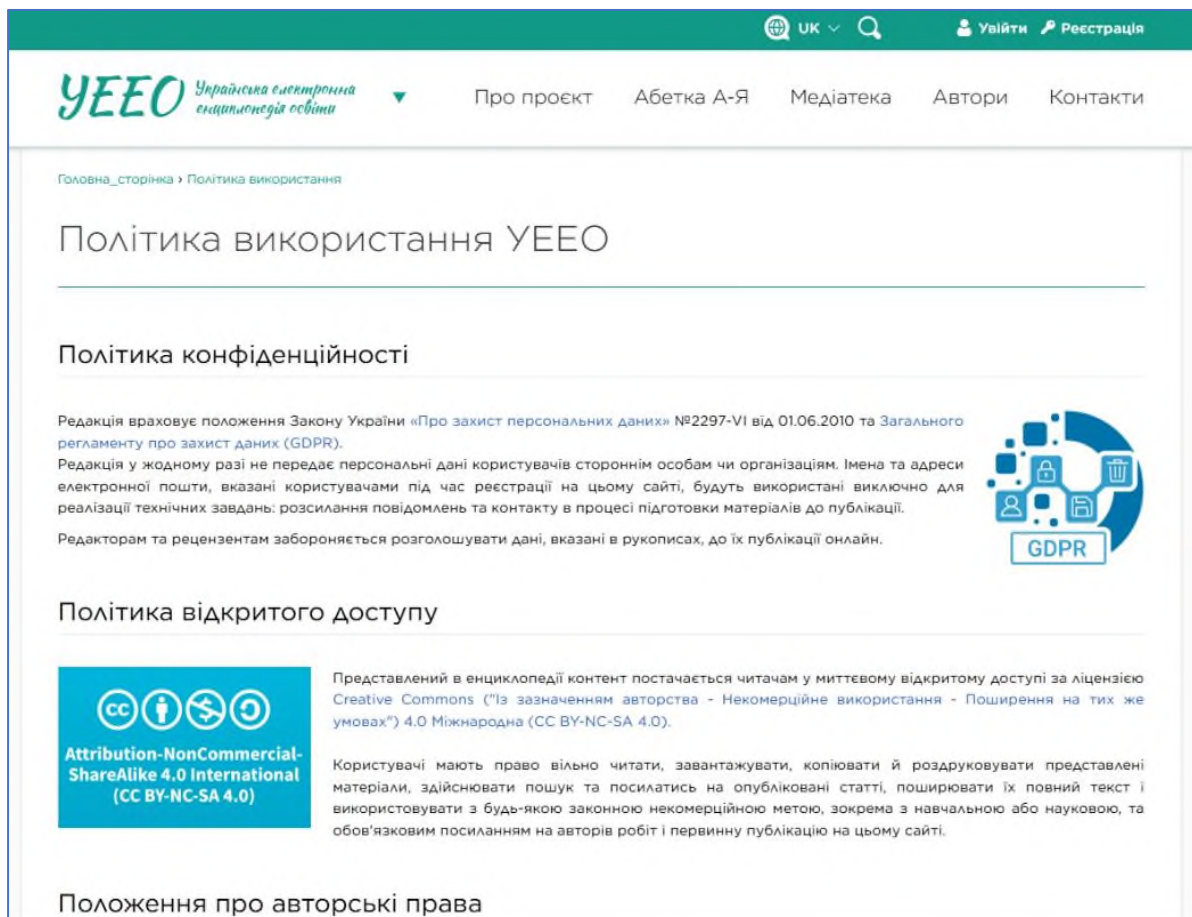 UK
Увійти
Реєстрація
УЕЕО Українська електронна
енциклопедія освіти
Про проєкт
Абетка А-Я
Медіатека
Автори
Контакти
Головна_сторінка › Політика використання
Політика використання УЕЕО
Політика конфіденційності
Редакція враховує положення Закону України «Про захист персональних даних» №2297-VI від 01.06.2010 та Загального
регламенту про захист даних (GDPR).
Редакція у жодному разі не передає персональні дані користувачів стороннім особам чи організаціям. Імена та адреси
електронної пошти, вказані користувачами під час реєстрації на цьому сайті, будуть використані виключно для
реалізації технічних завдань: розсилання повідомлень та контакту в процесі підготовки матеріалів до публікації.
Редакторам та рецензентам забороняється розголошувати дані, вказані в рукописах, до їх публікації онлайн.
GDPR
Політика відкритого доступу
cc
Attribution-NonCommercial-
ShareAlike 4.0 International
(CC BY-NC-SA 4.0)
Представлений в енциклопедії контент постачається читачам у миттєвому відкритому доступі за ліцензією
Creative Commons ("Із зазначенням авторства - Некомерційне використання - Поширення на тих же
умовах") 4.0 Міжнародна (CC BY-NC-SA 4.0).
Користувачі мають право вільно читати, завантажувати, копіювати й роздруковувати представлені
матеріали, здійснювати пошук та посилатись на опубліковані статті, поширювати їх повний текст і
використовувати з будь-якою законною некомерційною метою, зокрема з навчальною або науковою, та
обов'язковим посиланням на авторів робіт і первинну публікацію на цьому сайті.
Положення про авторські права